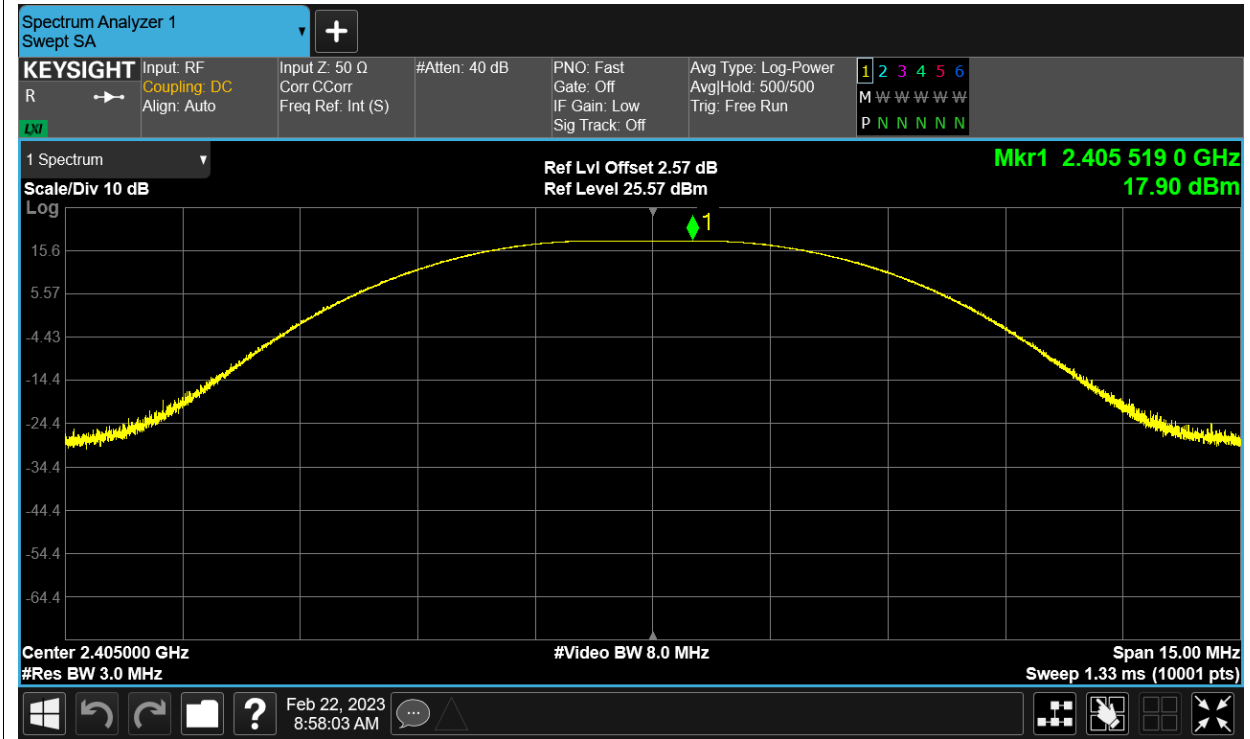 Spectrum Analyzer 1
Swept SA
+
KEYSIGHT
R
LXI
Input: RF
Coupling: DC
Align: Auto
Input Z: 50 Ω
Corr CCorr
Freq Ref: Int (S)
#Atten: 40 dB
PNO: Fast
Gate: Off
IF Gain: Low
Sig Track: Off
Avg Type: Log-Power
Avg|Hold: 500/500
Trig: Free Run
1 2 3 4 5 6
M W W W W W W
P N N N N N N
1 Spectrum
Scale/Div 10 dB
Log
Ref Lvl Offset 2.57 dB
Ref Level 25.57 dBm
Mkr1 2.405 519 0 GHz
17.90 dBm
1
15.6
5.57
-4.43
-14.4
-24.4
-34.4
-44.4
-54.4
-64.4
Center 2.405000 GHz
#Res BW 3.0 MHz
#Video BW 8.0 MHz
Span 15.00 MHz
Sweep 1.33 ms (10001 pts)
?
Feb 22, 2023
8:58:03 AM